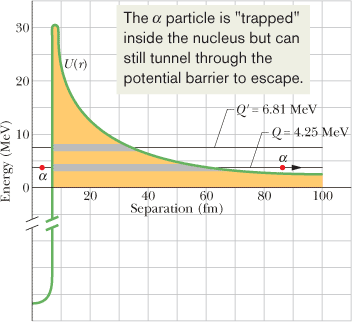 The α particle is "trapped"
inside the nucleus but can
still tunnel through the
potential barrier to escape.
30
U(r)
20
Q′ = 6.81 MeV
Q = 4.25 MeV
10
α
α
0
20 40 60 80 100
Separation (fm)
Energy (MeV)